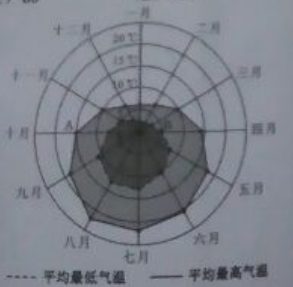 一月
十二月
二月
20℃
15℃
10℃
十一月
三月
十月
A
B
四月
九月
五月
八月
六月
七月
平均最低气温
平均最高气温